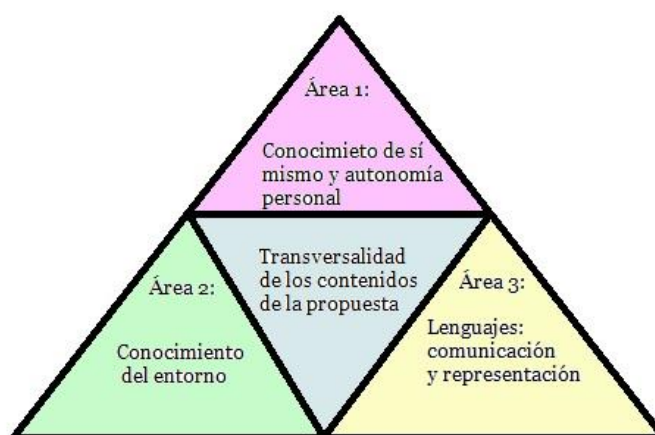 Área 1:
Conocimieto de sí
mismo y autonomía
personal
Transversalidad
de los contenidos
de la propuesta
Área 2:
Conocimiento
del entorno
Área 3:
Lenguajes:
comunicación
y representación